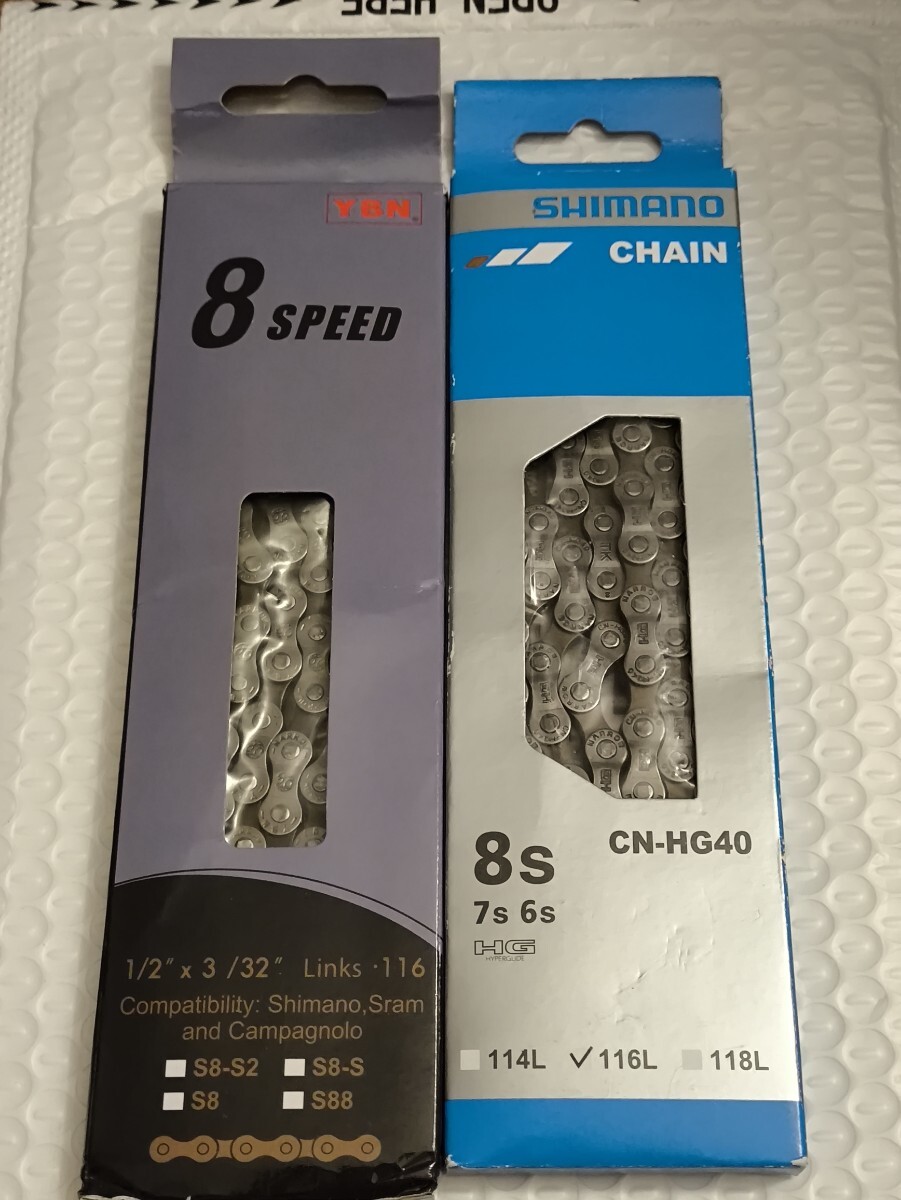 OPEN HERE
YBN
8 SPEED
1/2" x 3 /32" Links ·116
Compatibility: Shimano,Sram
and Campagnolo
S8-S2 S8-S
S8 S88
SHIMANO
CHAIN
8s
CN-HG40
7s 6s
HG
HYPERGLIDE
114L 116L 118L